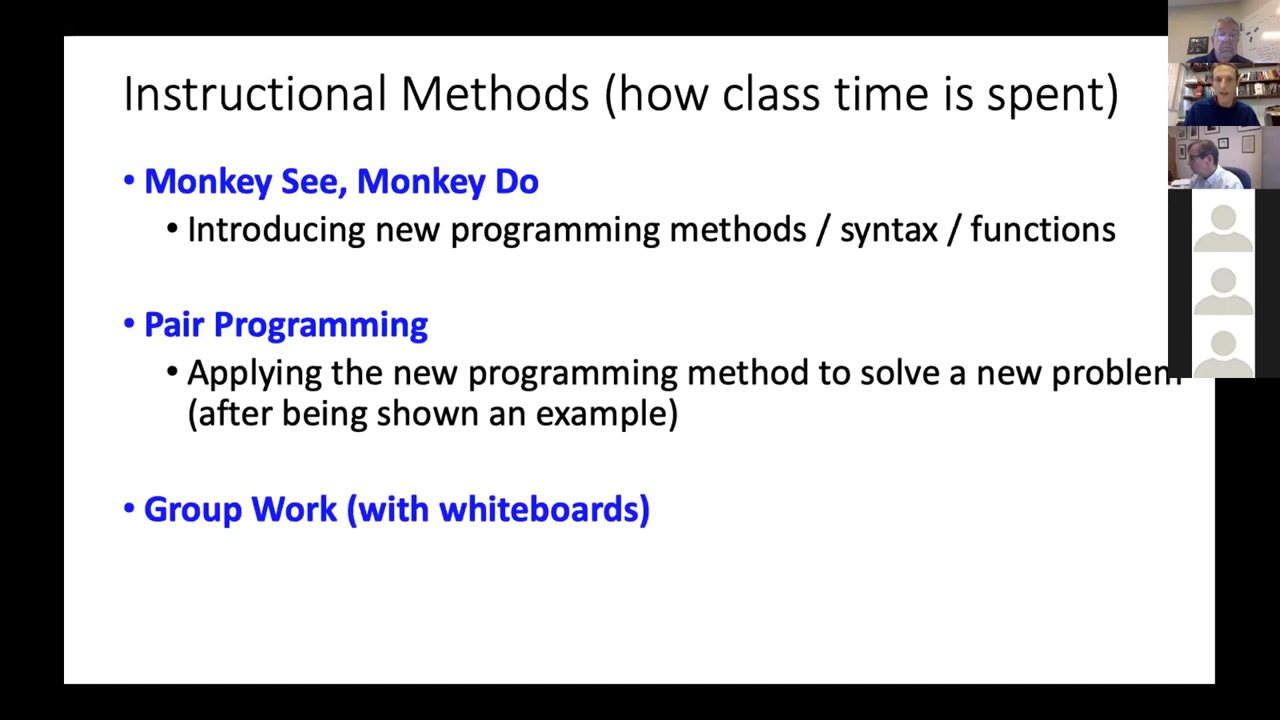 Instructional Methods (how class time is spent)
• Monkey See, Monkey Do
• Introducing new programming methods / syntax / functions
• Pair Programming
• Applying the new programming method to solve a new problem
(after being shown an example)
• Group Work (with whiteboards)